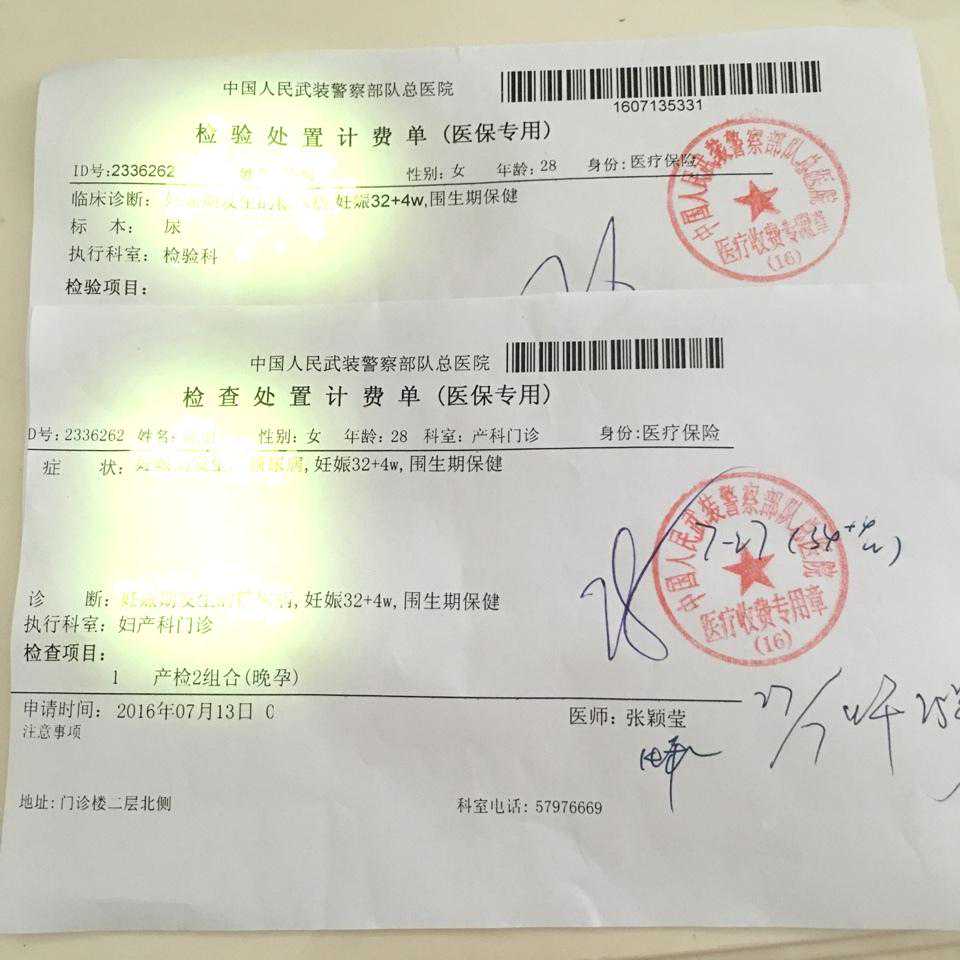 中国人民武装警察部队总医院
1607135331
检验处置计费单(医保专用)
ID号:2336262 性别:女 年龄:28 身份:医疗保险
临床诊断: 妊娠32+4w,围生期保健
标 本: 尿
执行科室: 检验科
检验项目:
中国人民武装警察部队总医院
医疗收费专用章
(16)
中国人民武装警察部队总医院
检查处置计费单(医保专用)
D号:2336262 姓名: 性别:女 年龄:28 科室:产科门诊 身份:医疗保险
症 状: 妊娠32+4w,围生期保健
诊 断: 妊娠32+4w,围生期保健
执行科室: 妇产科门诊
检查项目:
1 产检2组合(晚孕)
中国人民武装警察部队总医院
医疗收费专用章
(16)
7-27 (34+4w)
申请时间: 2016年07月13日 0 医师:张颖莹
注意事项
27/7
地址:门诊楼二层北侧 科室电话:57976669